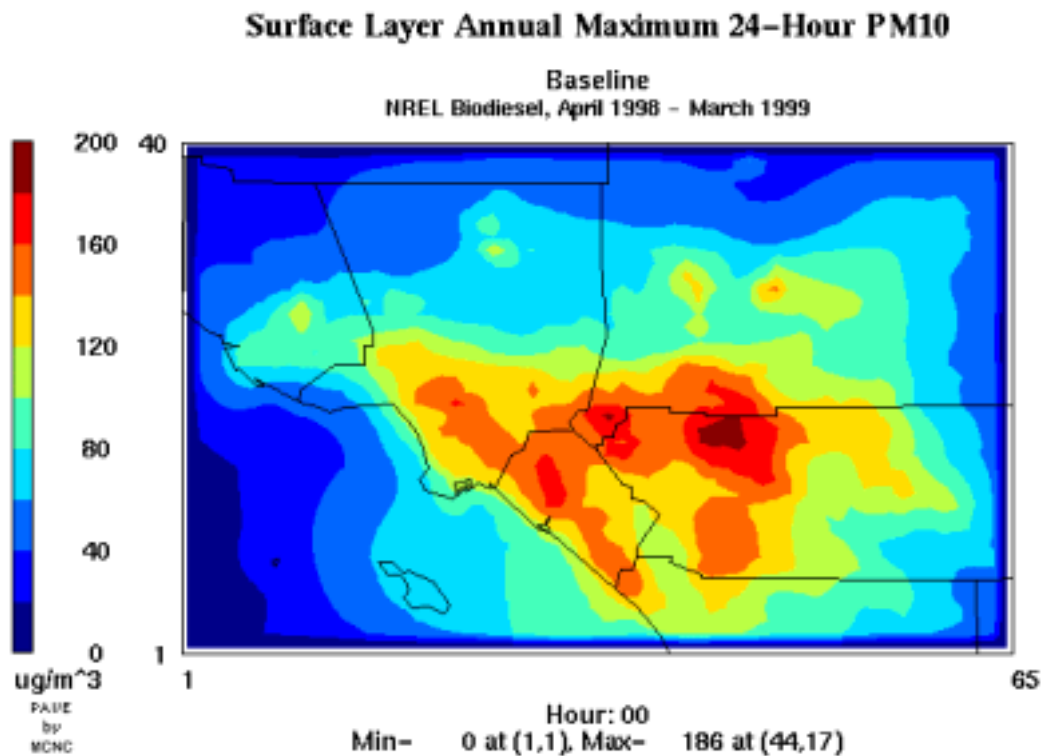 Surface Layer Annual Maximum 24-Hour PM10
Baseline
NREL Biodiesel, April 1998 - March 1999
200
160
120
80
40
0
ug/m^3
40
1
1
65
PAVE
by
MCNC
Hour: 00
Min= 0 at (1,1), Max= 186 at (44,17)